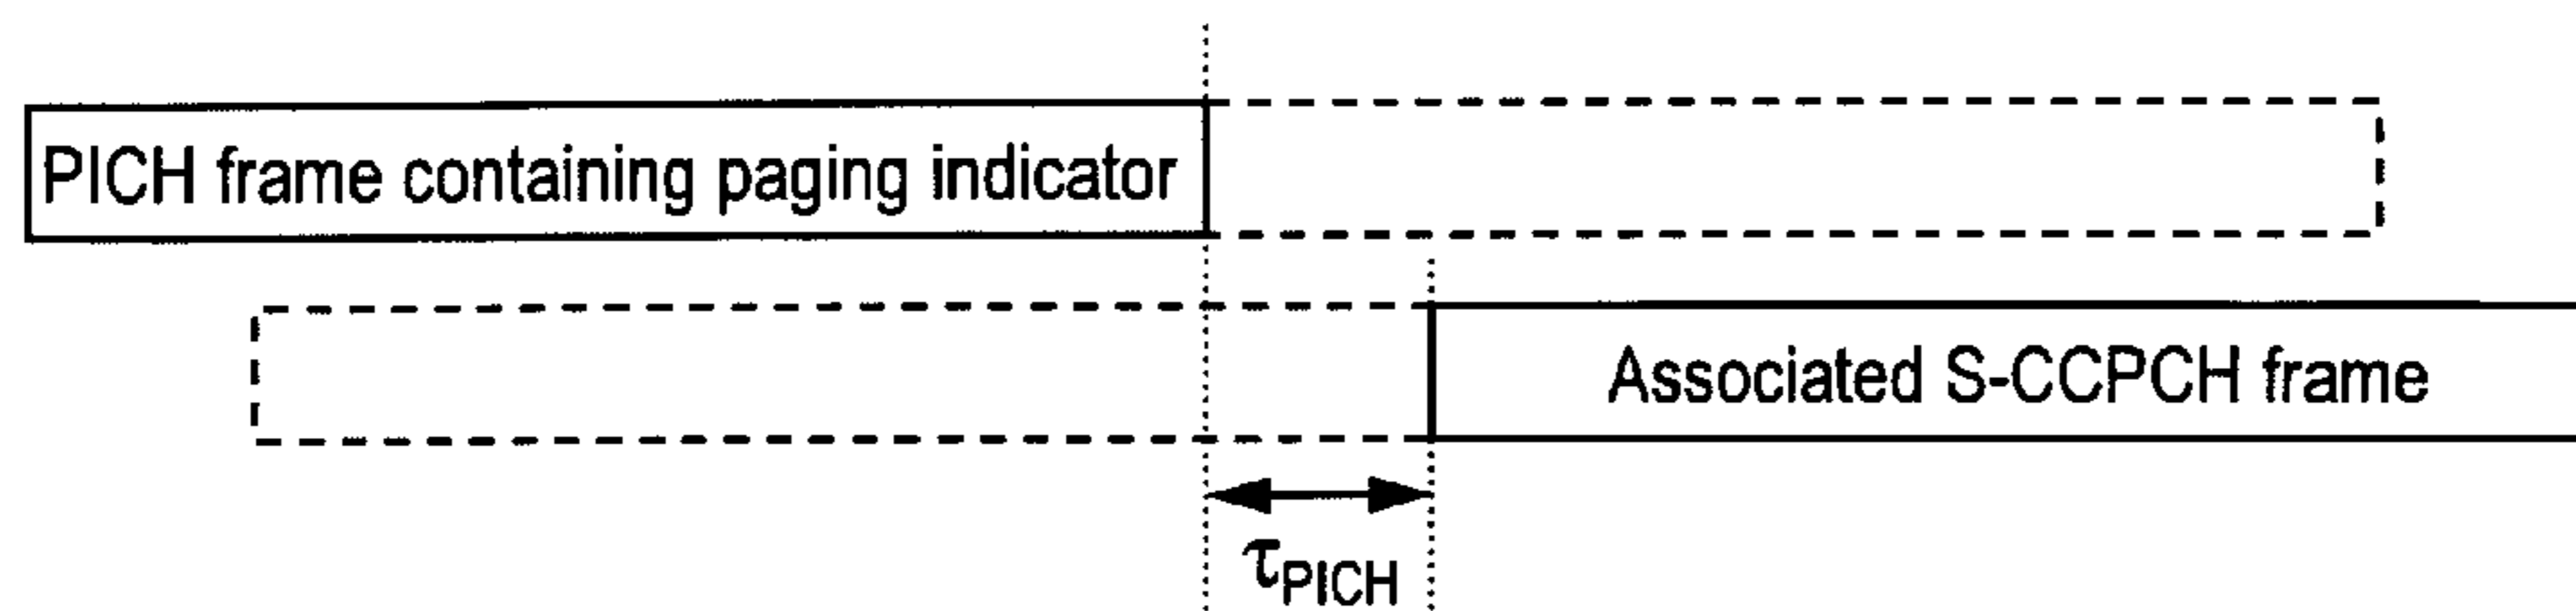 PICH frame containing paging indicator
Associated S-CCPCH frame
τPICH